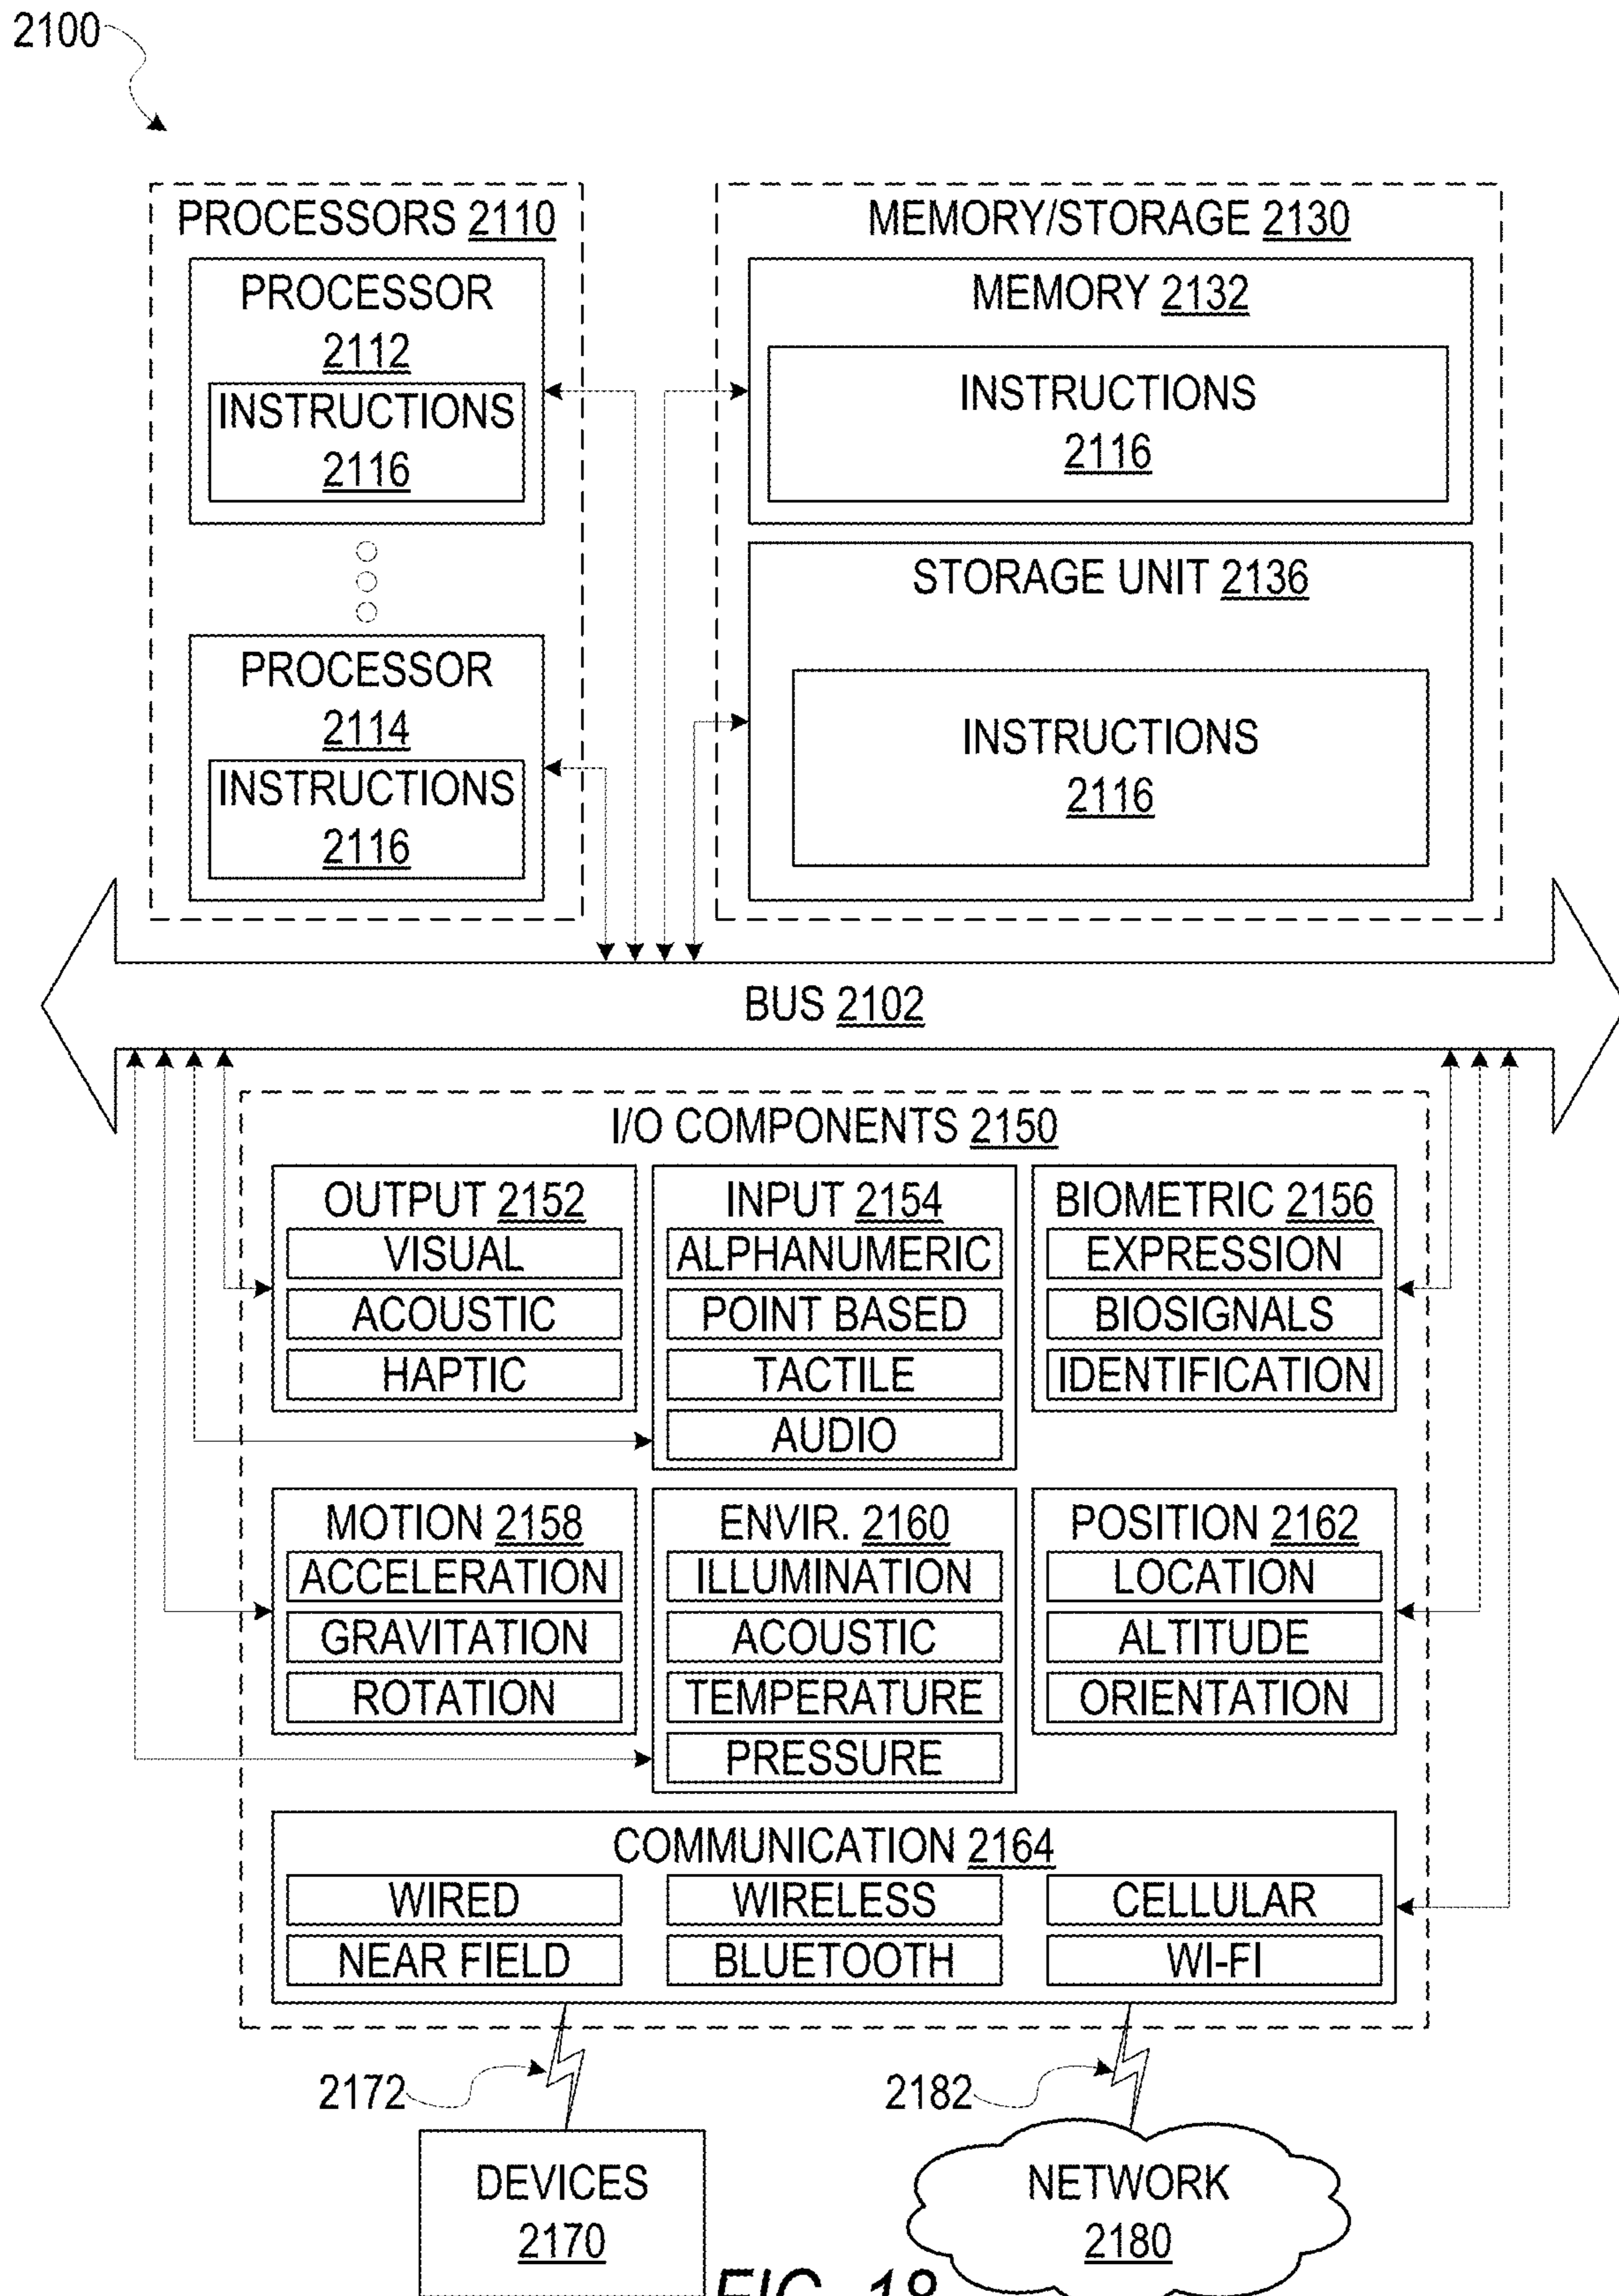 2100
PROCESSORS 2110
PROCESSOR
2112
INSTRUCTIONS
2116
PROCESSOR
2114
INSTRUCTIONS
2116
MEMORY/STORAGE 2130
MEMORY 2132
INSTRUCTIONS
2116
STORAGE UNIT 2136
INSTRUCTIONS
2116
BUS 2102
I/O COMPONENTS 2150
OUTPUT 2152
VISUAL
ACOUSTIC
HAPTIC
INPUT 2154
ALPHANUMERIC
POINT BASED
TACTILE
AUDIO
BIOMETRIC 2156
EXPRESSION
BIOSIGNALS
IDENTIFICATION
MOTION 2158
ACCELERATION
GRAVITATION
ROTATION
ENVIR. 2160
ILLUMINATION
ACOUSTIC
TEMPERATURE
PRESSURE
POSITION 2162
LOCATION
ALTITUDE
ORIENTATION
COMMUNICATION 2164
WIRED
WIRELESS
CELLULAR
NEAR FIELD
BLUETOOTH
WI-FI
2172
2182
DEVICES
2170
NETWORK
2180
FIG. 18